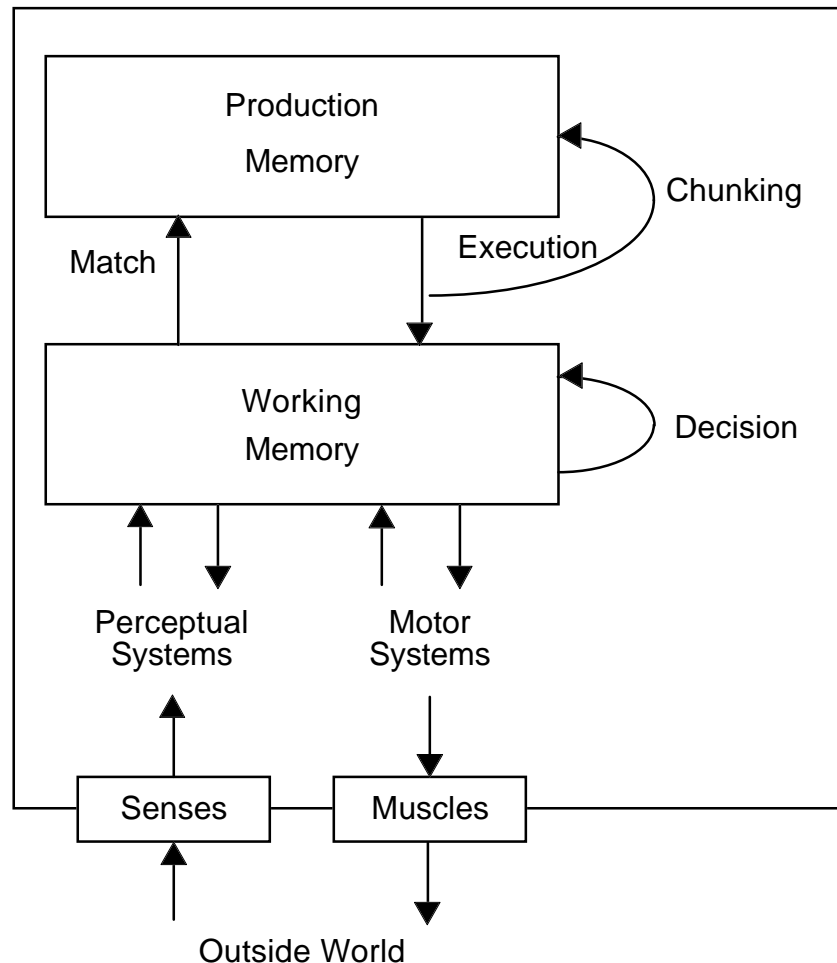 Production
Memory
Chunking
Match
Execution
Working
Memory
Decision
Perceptual
Systems
Motor
Systems
Senses
Muscles
Outside World